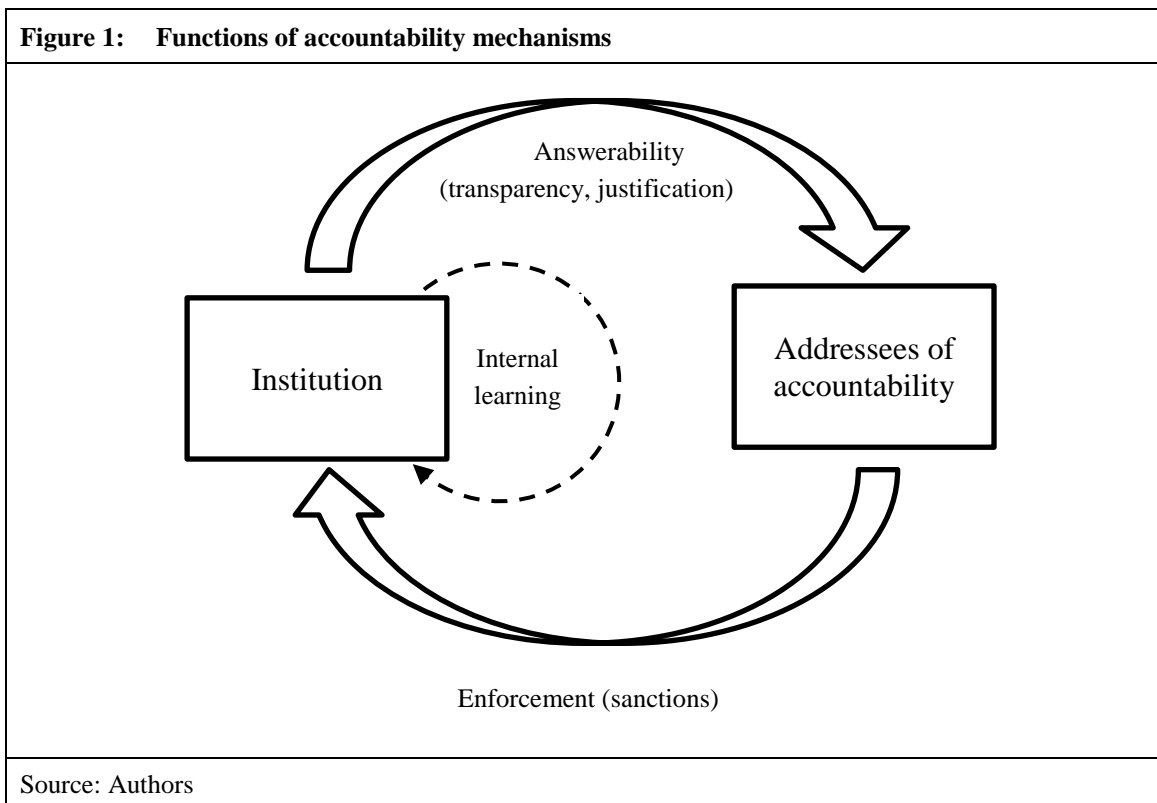 Figure 1: Functions of accountability mechanisms
Answerability
(transparency, justification)
Institution
Internal
learning
Addressees of
accountability
Enforcement (sanctions)
Source: Authors